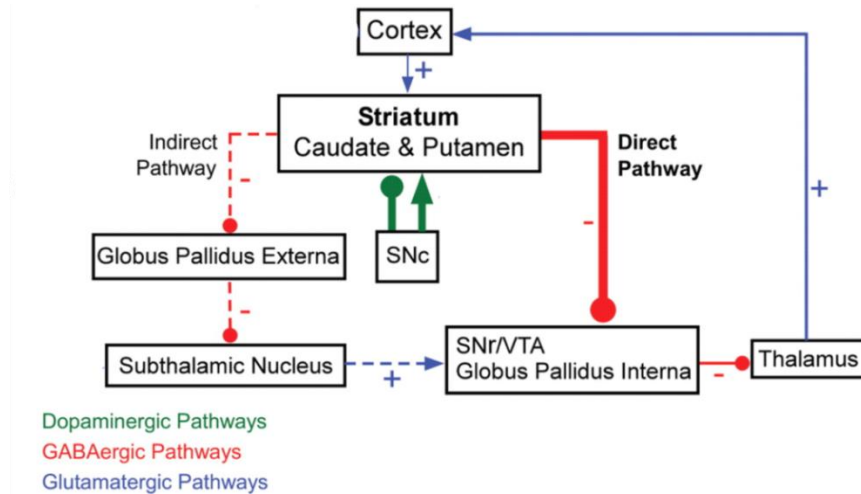 Cortex
+
Striatum
Caudate & Putamen
Indirect
Pathway
-
Direct
Pathway
-
+
Globus Pallidus Externa
SNc
-
Subthalamic Nucleus
+
SNr/VTA
Globus Pallidus Interna
-
Thalamus
Dopaminergic Pathways
GABAergic Pathways
Glutamatergic Pathways